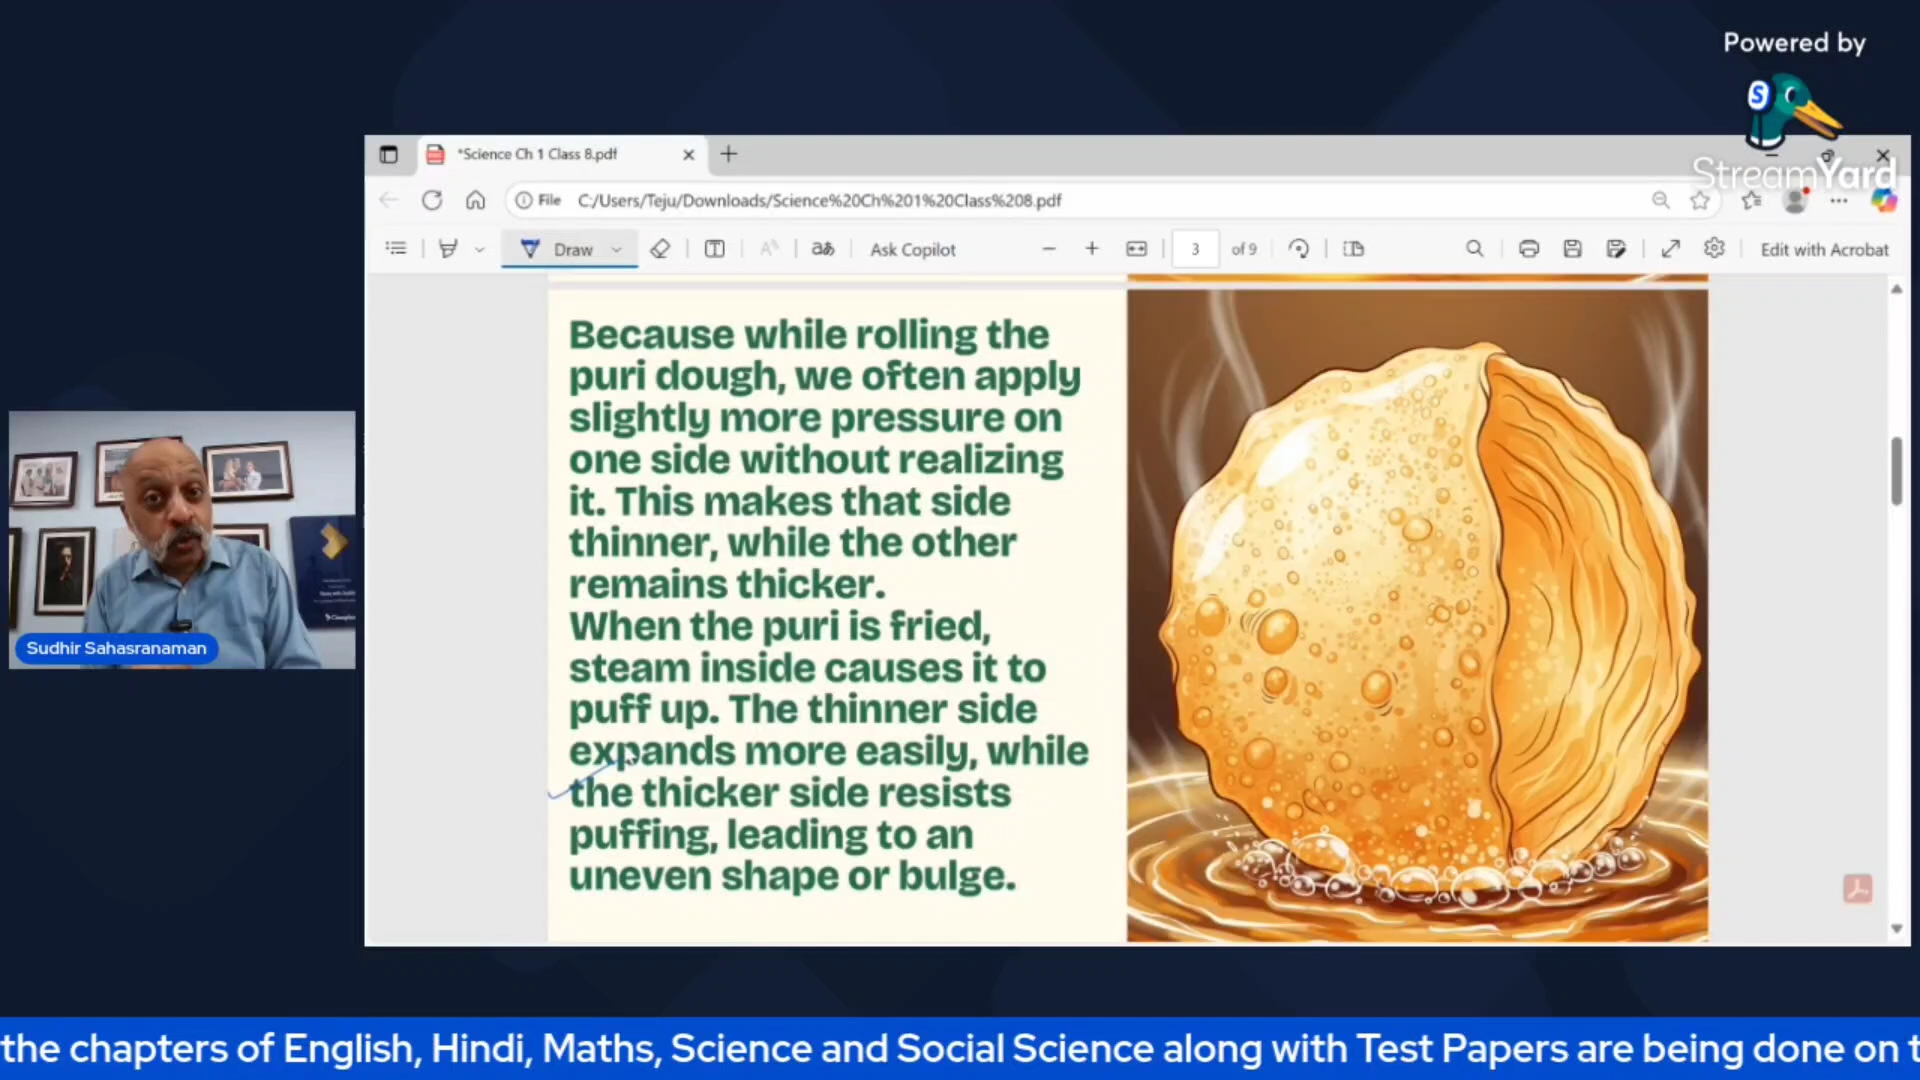 Powered by
StreamYard
*Science Ch 1 Class 8.pdf
File C:/Users/Teju/Downloads/Science%20Ch%201%20Class%208.pdf
Draw
aあ
Ask Copilot
3 of 9
Edit with Acrobat
Because while rolling the
puri dough, we often apply
slightly more pressure on
one side without realizing
it. This makes that side
thinner, while the other
remains thicker.
When the puri is fried,
steam inside causes it to
puff up. The thinner side
expands more easily, while
the thicker side resists
puffing, leading to an
uneven shape or bulge.
Sudhir Sahasranaman
the chapters of English, Hindi, Maths, Science and Social Science along with Test Papers are being done on